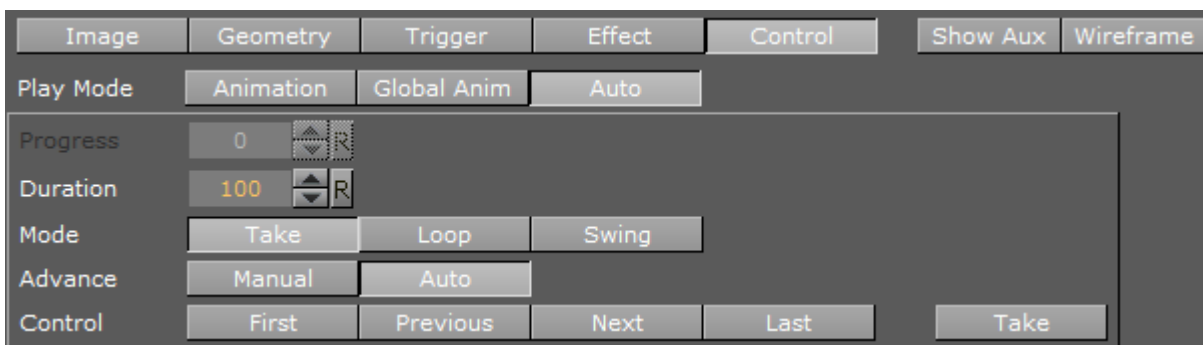 Image Geometry Trigger Effect Control Show Aux Wireframe
Play Mode Animation Global Anim Auto
Progress 0 R
Duration 100 R
Mode Take Loop Swing
Advance Manual Auto
Control First Previous Next Last Take